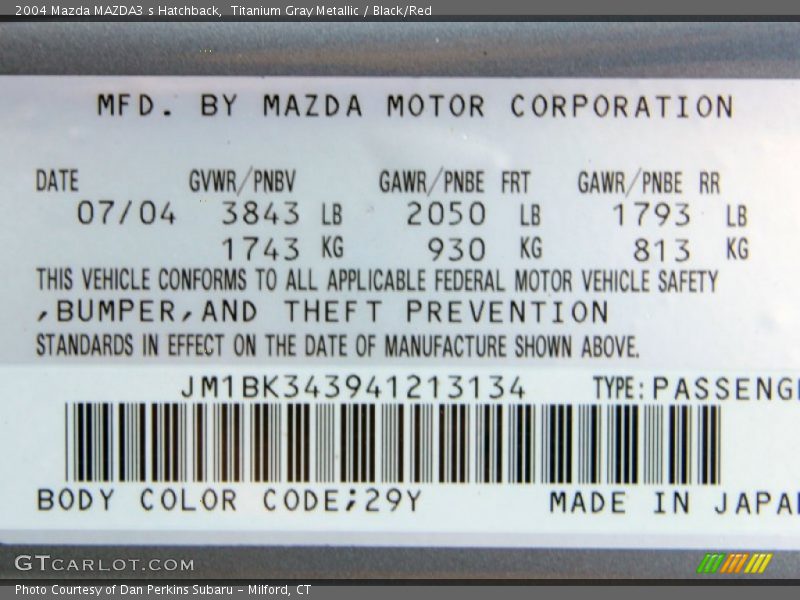 2004 Mazda MAZDA3 s Hatchback, Titanium Gray Metallic / Black/Red
MFD. BY MAZDA MOTOR CORPORATION
DATE GVWR/PNBV GAWR/PNBE FRT GAWR/PNBE RR
07/04 3843 LB 2050 LB 1793 LB
1743 KG 930 KG 813 KG
THIS VEHICLE CONFORMS TO ALL APPLICABLE FEDERAL MOTOR VEHICLE SAFETY
,BUMPER,AND THEFT PREVENTION
STANDARDS IN EFFECT ON THE DATE OF MANUFACTURE SHOWN ABOVE.
JM1BK343941213134 TYPE:PASSENG
BODY COLOR CODE;29Y MADE IN JAPA
GTCARLOT.COM
Photo Courtesy of Dan Perkins Subaru - Milford, CT